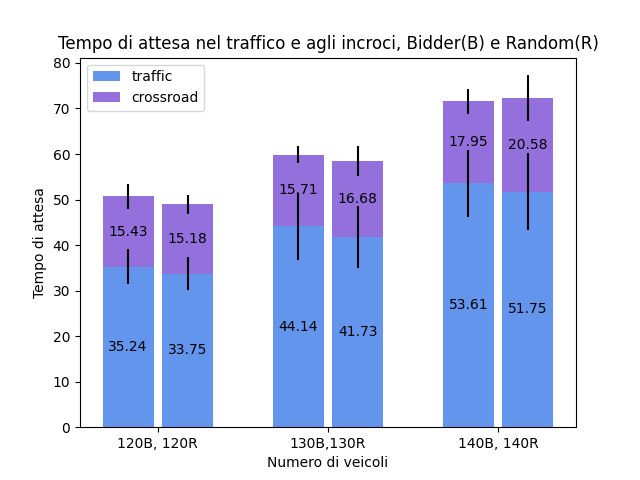 Tempo di attesa nel traffico e agli incroci, Bidder(B) e Random(R)
traffic
crossroad
Tempo di attesa
80
70
60
50
40
30
20
10
0
15.43
15.18
15.71
16.68
17.95
20.58
35.24
33.75
44.14
41.73
53.61
51.75
120B, 120R
130B,130R
140B, 140R
Numero di veicoli